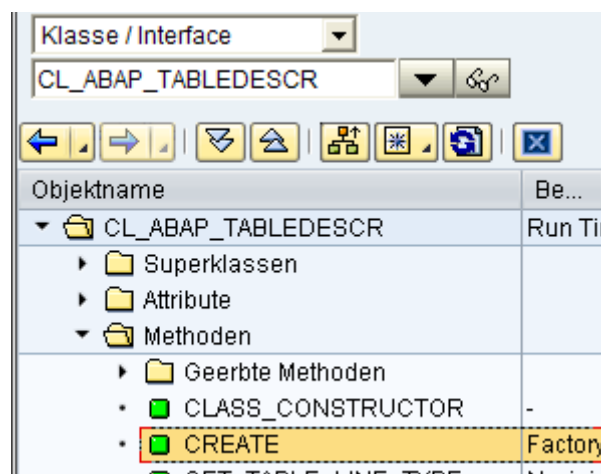 Klasse / Interface
CL_ABAP_TABLEDESCR
Objektname Be...
CL_ABAP_TABLEDESCR Run Ti
Superklassen
Attribute
Methoden
Geerbte Methoden
CLASS_CONSTRUCTOR -
CREATE Factory